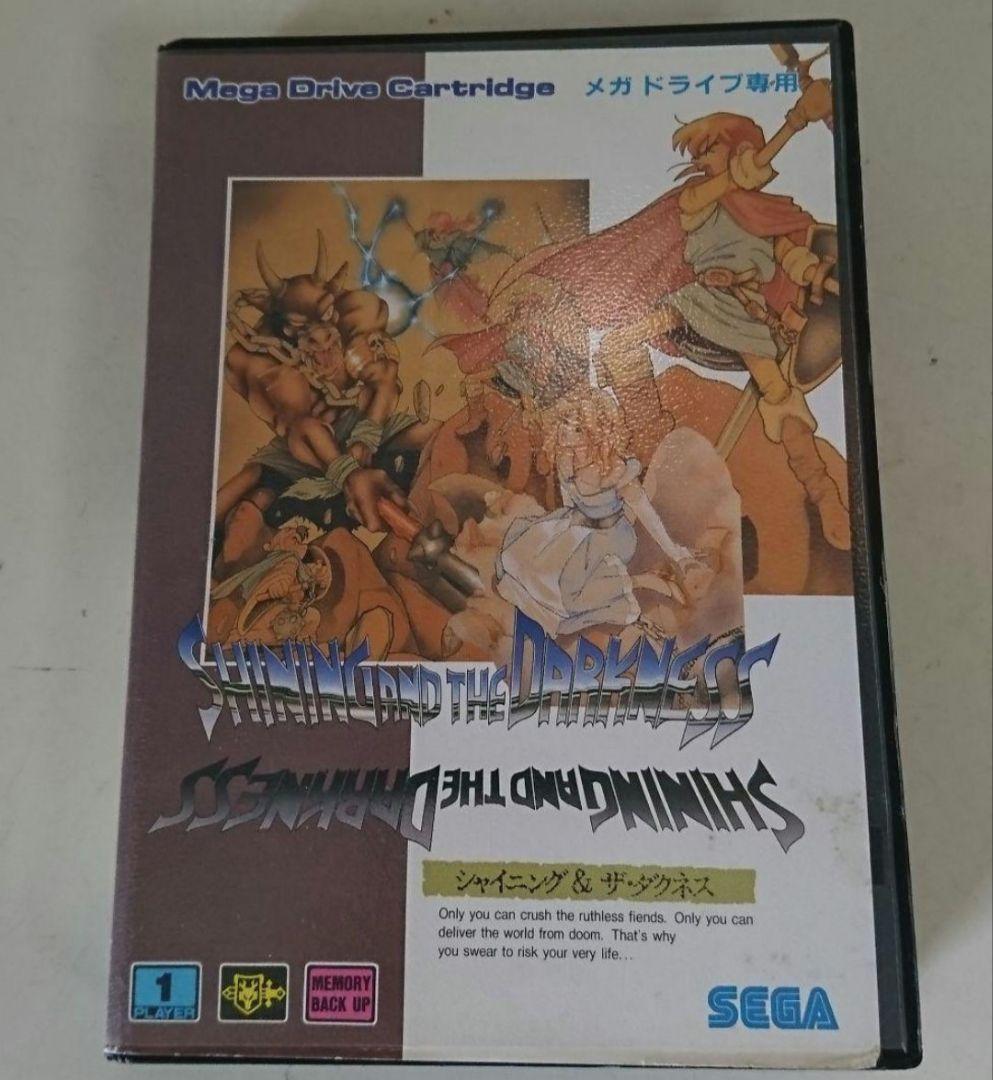 Mega Drive Cartridge メガドライブ専用
SHINING AND THE DARKNESS
SHINING AND THE DARKNESS
シャイニング&ザ・ダクネス
Only you can crush the ruthless fiends. Only you can
deliver the world from doom. That's why
you swear to risk your very life...
1
PLAYER
MEMORY
BACK UP
SEGA